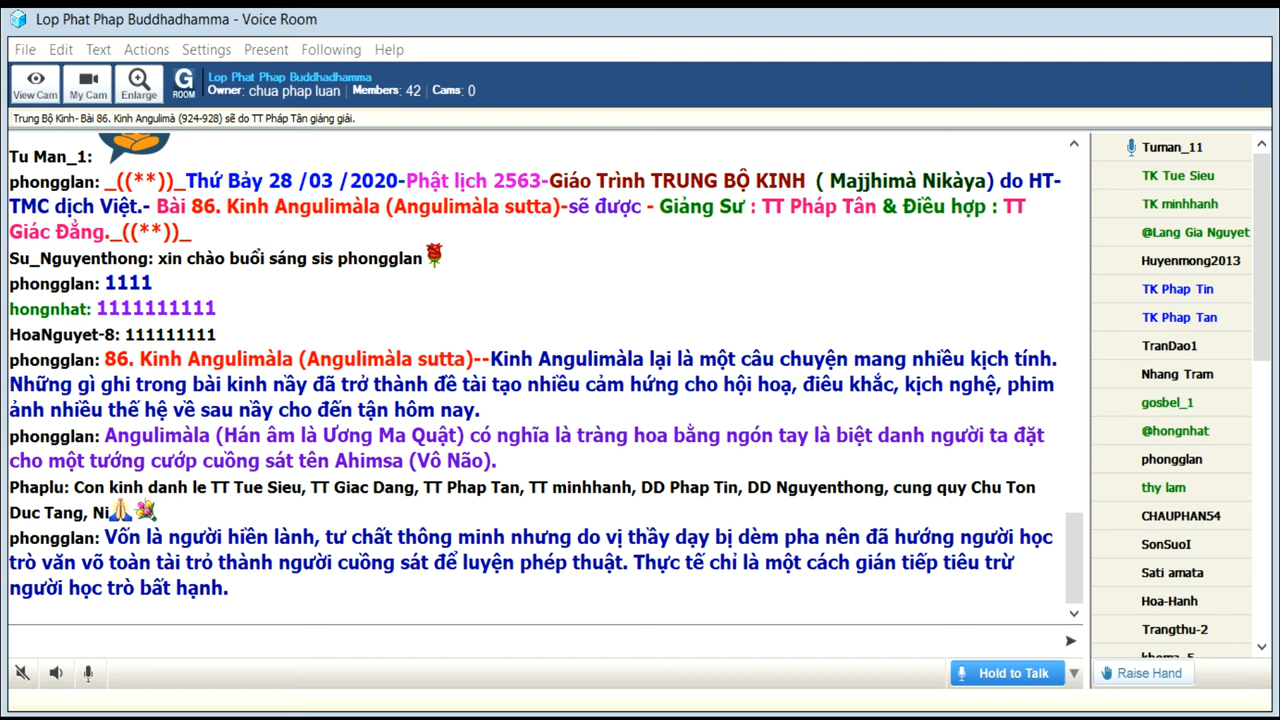 Lop Phat Phap Buddhadhamma - Voice Room
File Edit Text Actions Settings Present Following Help
View Cam My Cam Enlarge G ROOM
Lop Phat Phap Buddhadhamma
Owner: chua phap luan | Members: 42 | Cams: 0
Trung Bộ Kinh- Bài 86. Kinh Angulimà (924-928) sẽ do TT Pháp Tân giảng giải.
Tu Man_1:
phongglan: _((**))_Thứ Bảy 28 /03 /2020-Phật lịch 2563-Giáo Trình TRUNG BỘ KINH ( Majjhimà Nikàya) do HT-
TMC dịch Việt.- Bài 86. Kinh Angulimàla (Angulimàla sutta)-sẽ được - Giảng Sư : TT Pháp Tân & Điều hợp : TT
Giác Đẳng._((**))_
Su_Nguyenthong: xin chào buổi sáng sis phongglan
phongglan: 1111
hongnhat: 1111111111
HoaNguyet-8: 111111111
phongglan: 86. Kinh Angulimàla (Angulimàla sutta)--Kinh Angulimàla lại là một câu chuyện mang nhiều kịch tính.
Những gì ghi trong bài kinh nầy đã trở thành đề tài tạo nhiều cảm hứng cho hội hoạ, điêu khắc, kịch nghệ, phim
ảnh nhiều thế hệ về sau nầy cho đến tận hôm nay.
phongglan: Angulimàla (Hán âm là Ương Ma Quật) có nghĩa là tràng hoa bằng ngón tay là biệt danh người ta đặt
cho một tướng cướp cuồng sát tên Ahimsa (Vô Não).
Phaplu: Con kinh danh le TT Tue Sieu, TT Giac Dang, TT Phap Tan, TT minhhanh, DD Phap Tin, DD Nguyenthong, cung quy Chu Ton
Duc Tang, Ni
phongglan: Vốn là người hiền lành, tư chất thông minh nhưng do vị thầy dạy bị dèm pha nên đã hướng người học
trò văn võ toàn tài trỏ thành người cuồng sát để luyện phép thuật. Thực tế chỉ là một cách gián tiếp tiêu trừ
người học trò bất hạnh.
Hold to Talk
Tuman_11
TK Tue Sieu
TK minhhanh
@Lang Gia Nguyet
Huyenmong2013
TK Phap Tin
TK Phap Tan
TranDao1
Nhang Tram
gosbel_1
@hongnhat
phongglan
thy lam
CHAUPHAN54
SonSuoI
Sati amata
Hoa-Hanh
Trangthu-2
Raise Hand